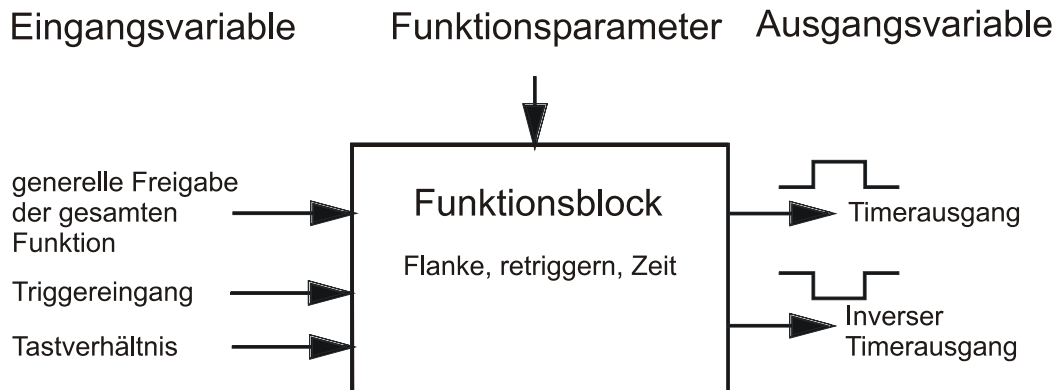 Eingangsvariable
Funktionsparameter
Ausgangsvariable
generelle Freigabe
der gesamten
Funktion
Triggereingang
Tastverhältnis
Funktionsblock
Flanke, retriggern, Zeit
Timerausgang
Inverser
Timerausgang